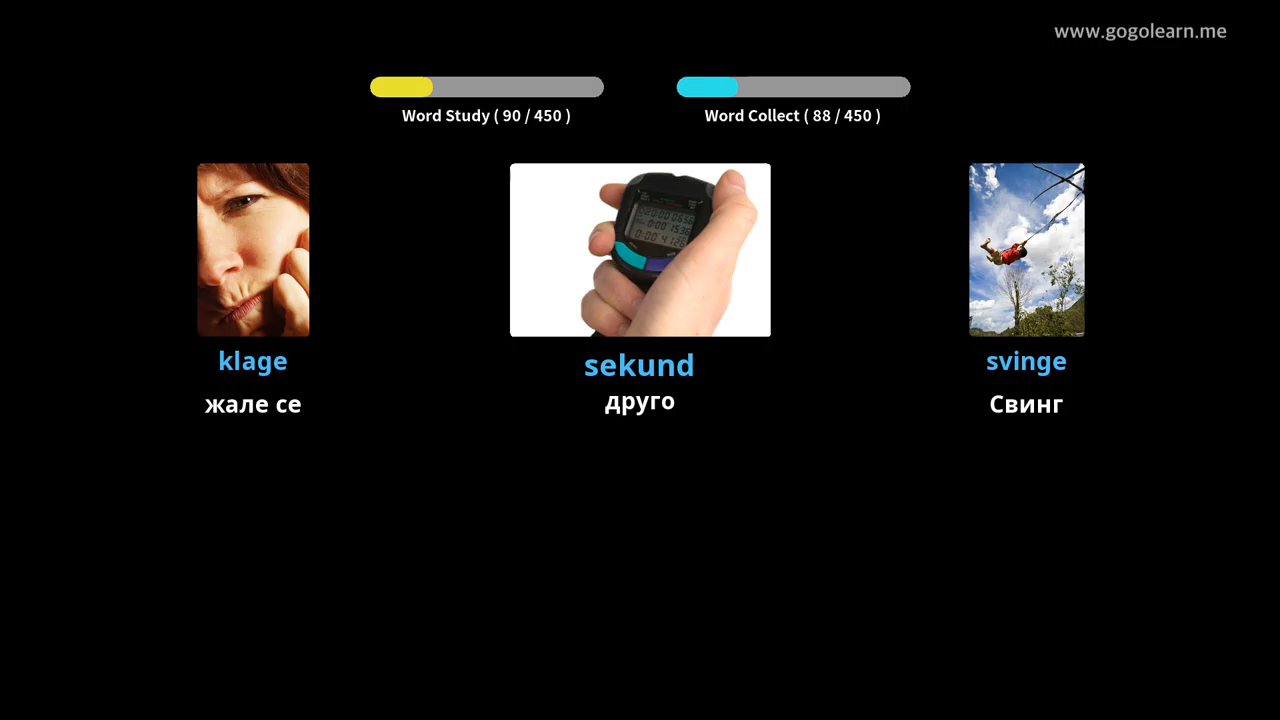 www.gogolearn.me
Word Study ( 90 / 450 )
Word Collect ( 88 / 450 )
klage
sekund
svinge
жале се
друго
Свинг